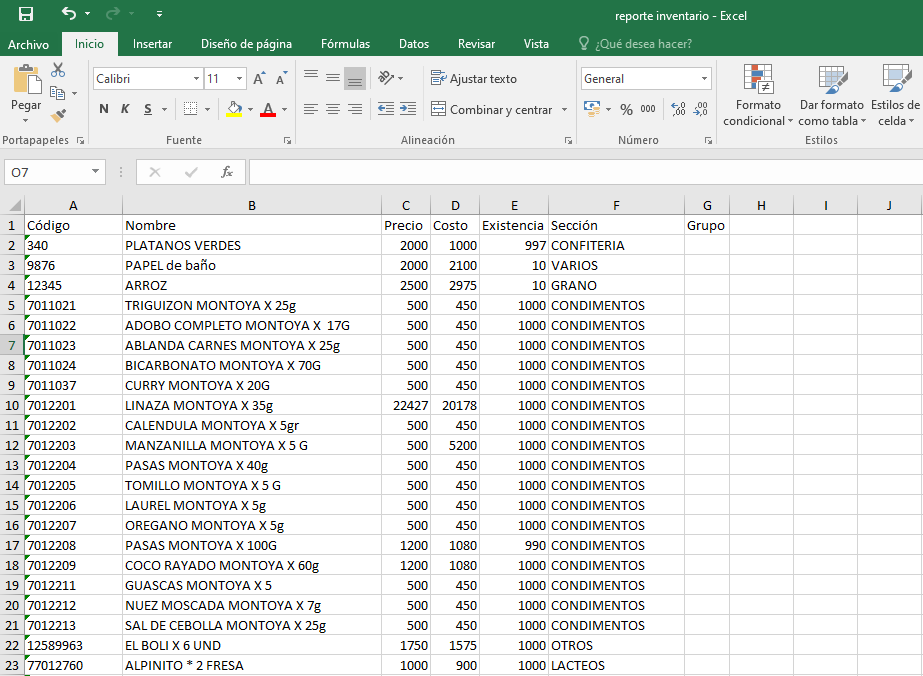 reporte inventario - Excel
Archivo Inicio Insertar Diseño de página Fórmulas Datos Revisar Vista ¿Qué desea hacer?
Pegar
Calibri 11
N K S
Ajustar texto
Combinar y centrar
General
% 000
Formato condicional
Dar formato como tabla
Estilos de celda
Portapapeles Fuente Alineación Número Estilos
O7 fx
A B C D E F G H I J
1 Código Nombre Precio Costo Existencia Sección Grupo
2 340 PLATANOS VERDES 2000 1000 997 CONFITERIA
3 9876 PAPEL de baño 2000 2100 10 VARIOS
4 12345 ARROZ 2500 2975 10 GRANO
5 7011021 TRIGUIZON MONTOYA X 25g 500 450 1000 CONDIMENTOS
6 7011022 ADOBO COMPLETO MONTOYA X 17G 500 450 1000 CONDIMENTOS
7 7011023 ABLANDA CARNES MONTOYA X 25g 500 450 1000 CONDIMENTOS
8 7011024 BICARBONATO MONTOYA X 70G 500 450 1000 CONDIMENTOS
9 7011037 CURRY MONTOYA X 20G 500 450 1000 CONDIMENTOS
10 7012201 LINAZA MONTOYA X 35g 22427 20178 1000 CONDIMENTOS
11 7012202 CALENDULA MONTOYA X 5gr 500 450 1000 CONDIMENTOS
12 7012203 MANZANILLA MONTOYA X 5 G 500 5200 1000 CONDIMENTOS
13 7012204 PASAS MONTOYA X 40g 500 450 1000 CONDIMENTOS
14 7012205 TOMILLO MONTOYA X 5 G 500 450 1000 CONDIMENTOS
15 7012206 LAUREL MONTOYA X 5g 500 450 1000 CONDIMENTOS
16 7012207 OREGANO MONTOYA X 5g 500 450 1000 CONDIMENTOS
17 7012208 PASAS MONTOYA X 100G 1200 1080 990 CONDIMENTOS
18 7012209 COCO RAYADO MONTOYA X 60g 1200 1080 1000 CONDIMENTOS
19 7012211 GUASCAS MONTOYA X 5 500 450 1000 CONDIMENTOS
20 7012212 NUEZ MOSCADA MONTOYA X 7g 500 450 1000 CONDIMENTOS
21 7012213 SAL DE CEBOLLA MONTOYA X 25g 500 450 1000 CONDIMENTOS
22 12589963 EL BOLI X 6 UND 1750 1575 1000 OTROS
23 77012760 ALPINITO * 2 FRESA 1000 900 1000 LACTEOS